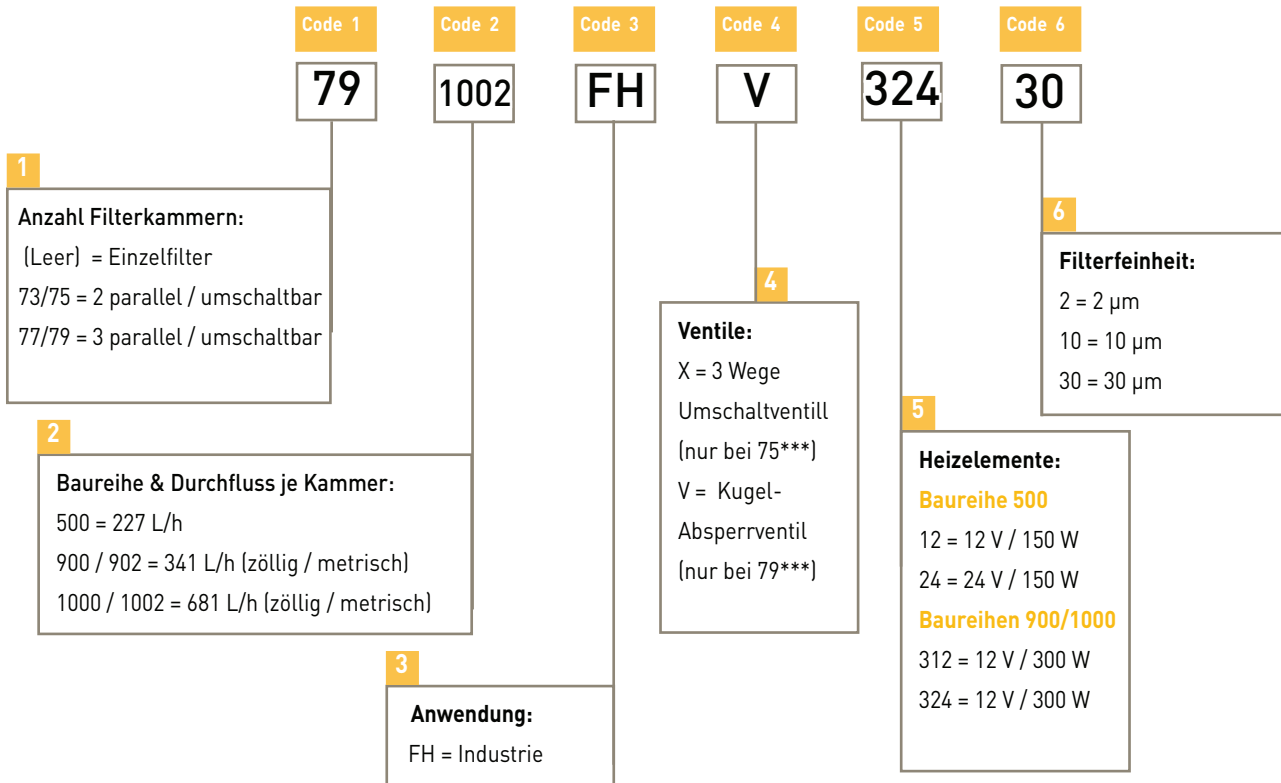 Code 1
Code 2
Code 3
Code 4
Code 5
Code 6
79
1002
FH
V
324
30
1
Anzahl Filterkammern:
(Leer) = Einzelfilter
73/75 = 2 parallel / umschaltbar
77/79 = 3 parallel / umschaltbar
2
Baureihe & Durchfluss je Kammer:
500 = 227 L/h
900 / 902 = 341 L/h (zöllig / metrisch)
1000 / 1002 = 681 L/h (zöllig / metrisch)
3
Anwendung:
FH = Industrie
4
Ventile:
X = 3 Wege
Umschaltventill
(nur bei 75***)
V = Kugel-
Absperrventil
(nur bei 79***)
5
Heizelemente:
Baureihe 500
12 = 12 V / 150 W
24 = 24 V / 150 W
Baureihen 900/1000
312 = 12 V / 300 W
324 = 12 V / 300 W
6
Filterfeinheit:
2 = 2 µm
10 = 10 µm
30 = 30 µm